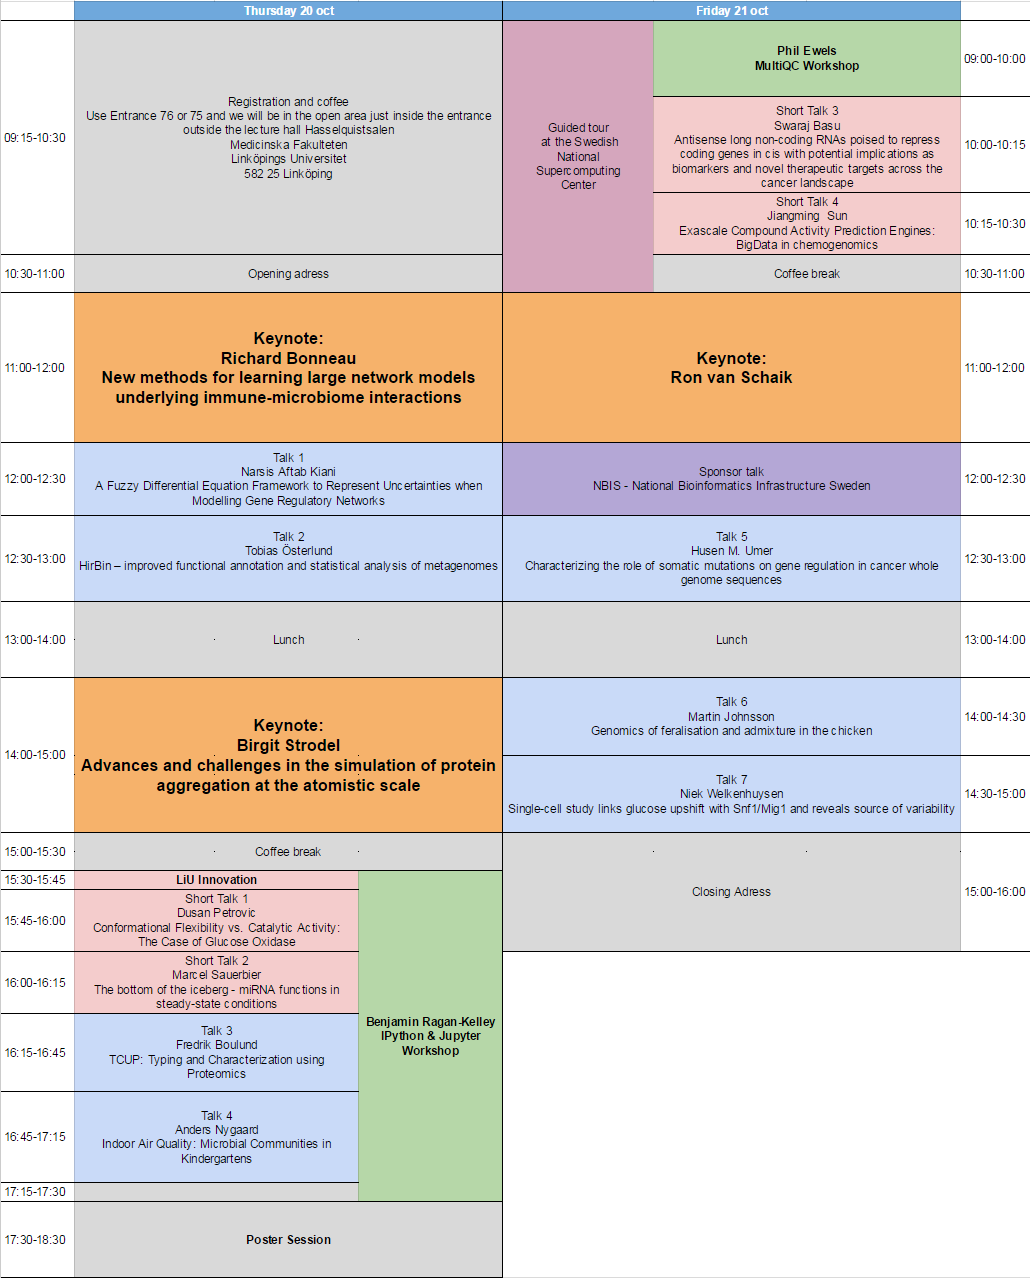 Thursday 20 oct
Friday 21 oct
09:15-10:30
Registration and coffee
Use Entrance 76 or 75 and we will be in the open area just inside the entrance
outside the lecture hall Hasselquistsalen
Medicinska Fakulteten
Linköpings Universitet
582 25 Linköping
Guided tour
at the Swedish
National
Supercomputing
Center
Phil Ewels
MultiQC Workshop
09:00-10:00
Short Talk 3
Swaraj Basu
Antisense long non-coding RNAs poised to repress
coding genes in cis with potential implications as
biomarkers and novel therapeutic targets across the
cancer landscape
10:00-10:15
Short Talk 4
Jiangming Sun
Exascale Compound Activity Prediction Engines:
BigData in chemogenomics
10:15-10:30
10:30-11:00
Opening adress
Coffee break
10:30-11:00
11:00-12:00
Keynote:
Richard Bonneau
New methods for learning large network models
underlying immune-microbiome interactions
Keynote:
Ron van Schaik
11:00-12:00
12:00-12:30
Talk 1
Narsis Aftab Kiani
A Fuzzy Differential Equation Framework to Represent Uncertainties when
Modelling Gene Regulatory Networks
Sponsor talk
NBIS - National Bioinformatics Infrastructure Sweden
12:00-12:30
12:30-13:00
Talk 2
Tobias Österlund
HirBin – improved functional annotation and statistical analysis of metagenomes
Talk 5
Husen M. Umer
Characterizing the role of somatic mutations on gene regulation in cancer whole
genome sequences
12:30-13:00
13:00-14:00
Lunch
Lunch
13:00-14:00
14:00-15:00
Keynote:
Birgit Strodel
Advances and challenges in the simulation of protein
aggregation at the atomistic scale
Talk 6
Martin Johnsson
Genomics of feralisation and admixture in the chicken
14:00-14:30
Talk 7
Niek Welkenhuysen
Single-cell study links glucose upshift with Snf1/Mig1 and reveals source of variability
14:30-15:00
15:00-15:30
Coffee break
Closing Adress
15:00-16:00
15:30-15:45
LiU Innovation
15:45-16:00
Short Talk 1
Dusan Petrovic
Conformational Flexibility vs. Catalytic Activity:
The Case of Glucose Oxidase
16:00-16:15
Short Talk 2
Marcel Sauerbier
The bottom of the iceberg - miRNA functions in
steady-state conditions
Benjamin Ragan-Kelley
IPython & Jupyter
Workshop
16:15-16:45
Talk 3
Fredrik Boulund
TCUP: Typing and Characterization using
Proteomics
16:45-17:15
Talk 4
Anders Nygaard
Indoor Air Quality: Microbial Communities in
Kindergartens
17:15-17:30
17:30-18:30
Poster Session